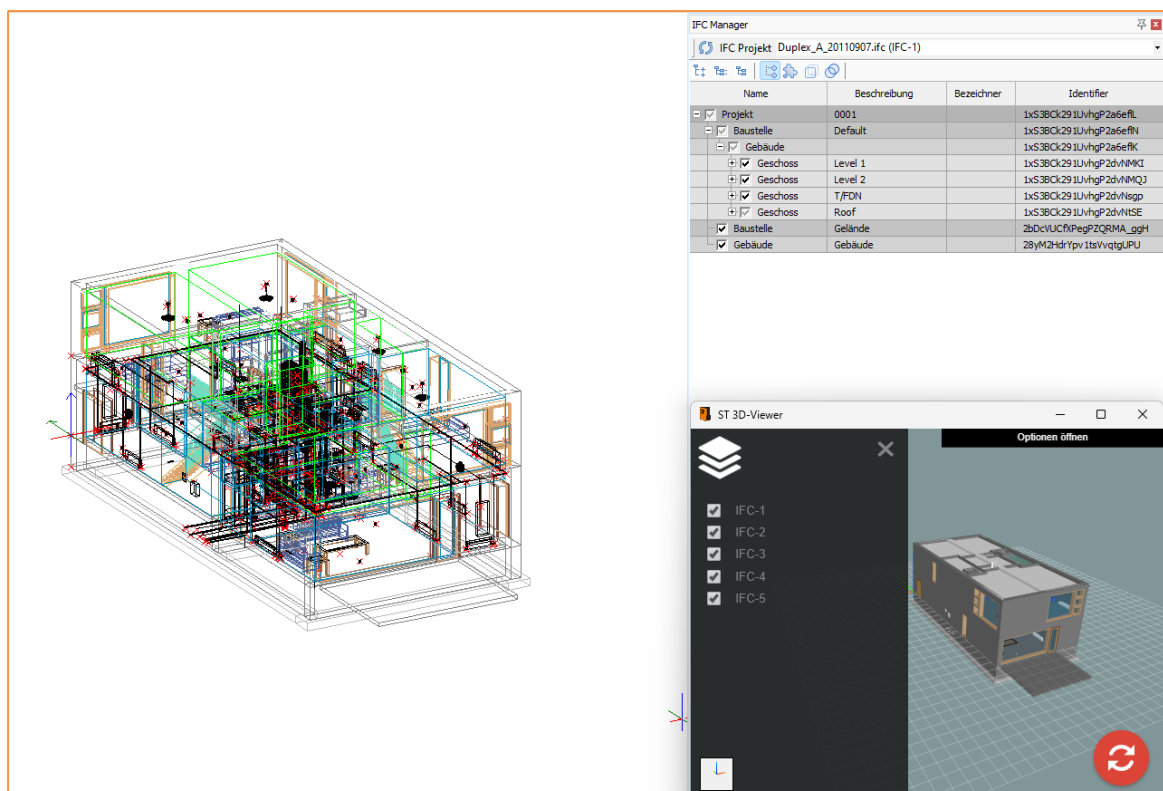 IFC Manager
IFC Projekt Duplex_A_20110907.ifc (IFC-1)
Name Beschreibung Bezeichner Identifier
Projekt 0001 1xS3BCk291UvhgP2a6eflL
Baustelle Default 1xS3BCk291UvhgP2a6eflN
Gebäude 1xS3BCk291UvhgP2a6eflK
Geschoss Level 1 1xS3BCk291UvhgP2dvNMKI
Geschoss Level 2 1xS3BCk291UvhgP2dvNMQJ
Geschoss T/FDN 1xS3BCk291UvhgP2dvNsgp
Geschoss Roof 1xS3BCk291UvhgP2dvNtSE
Baustelle Gelände 2bDcVUCfXPegPZQRMA_ggH
Gebäude Gebäude 28yM2HdrYpv1tsVvqtgUPU
ST 3D-Viewer
Optionen öffnen
IFC-1
IFC-2
IFC-3
IFC-4
IFC-5